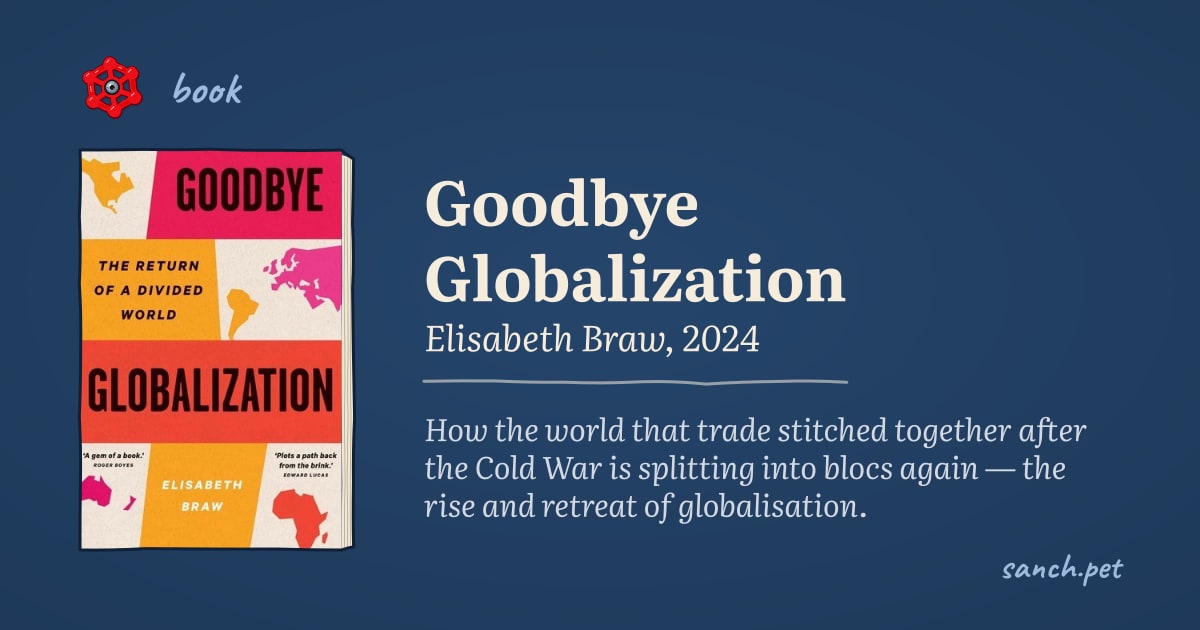 book
GOODBYE
THE RETURN
OF A DIVIDED
WORLD
GLOBALIZATION
'A gem of a book.'
ROGER BOYES
'Plots a path back
from the brink.'
EDWARD LUCAS
ELISABETH
BRAW
Goodbye
Globalization
Elisabeth Braw, 2024
How the world that trade stitched together after
the Cold War is splitting into blocs again — the
rise and retreat of globalisation.
sanch.pet